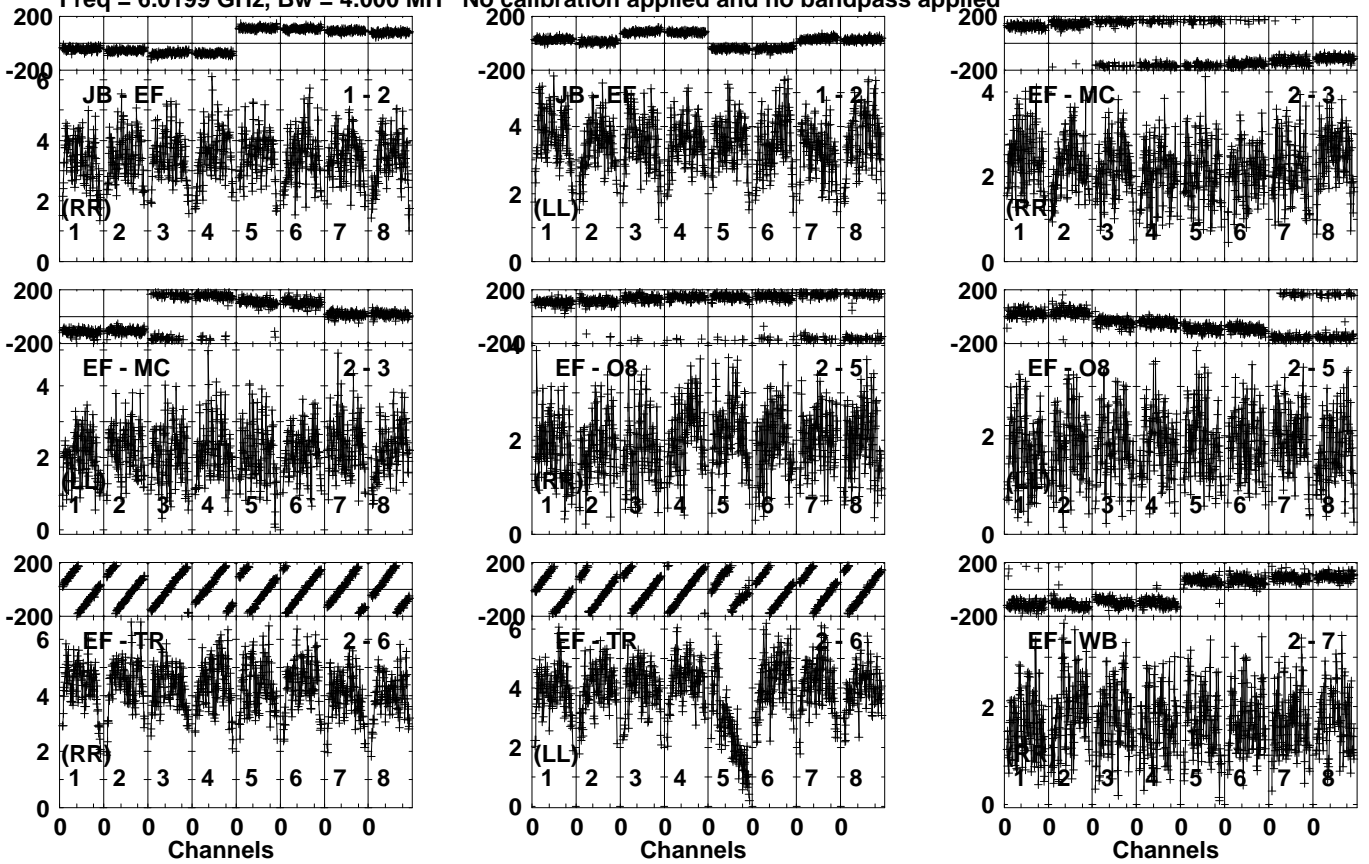 Freq = 6.0199 GHz, Bw = 4.000 MH No calibration applied and no bandpass applied
200 200 200
-200 -200 -200
6 4
JB - EF 1 - 2 JB - EF 1 - 2 EF - MC 2 - 3
4 4
2 2 2
(RR) (LL) (RR)
1 2 3 4 5 6 7 8 1 2 3 4 5 6 7 8 1 2 3 4 5 6 7 8
0 0 0
200 200 200
-200 -200 -200
4
EF - MC 2 - 3 EF - O8 2 - 5 EF - O8 2 - 5
4
2 2 2
(LL) (RR) (LL)
1 2 3 4 5 6 7 8 1 2 3 4 5 6 7 8 1 2 3 4 5 6 7 8
0 0 0
200 200 200
-200 -200 -200
6 6
EF - TR 2 - 6 EF - TR 2 - 6 EF - WB 2 - 7
4 4
2 2 2
(RR) (LL) (RR)
1 2 3 4 5 6 7 8 1 2 3 4 5 6 7 8 1 2 3 4 5 6 7 8
0 0 0
0 0 0 0 0 0 0 0 0 0 0 0 0 0 0 0 0 0 0 0 0 0 0 0
Channels Channels Channels